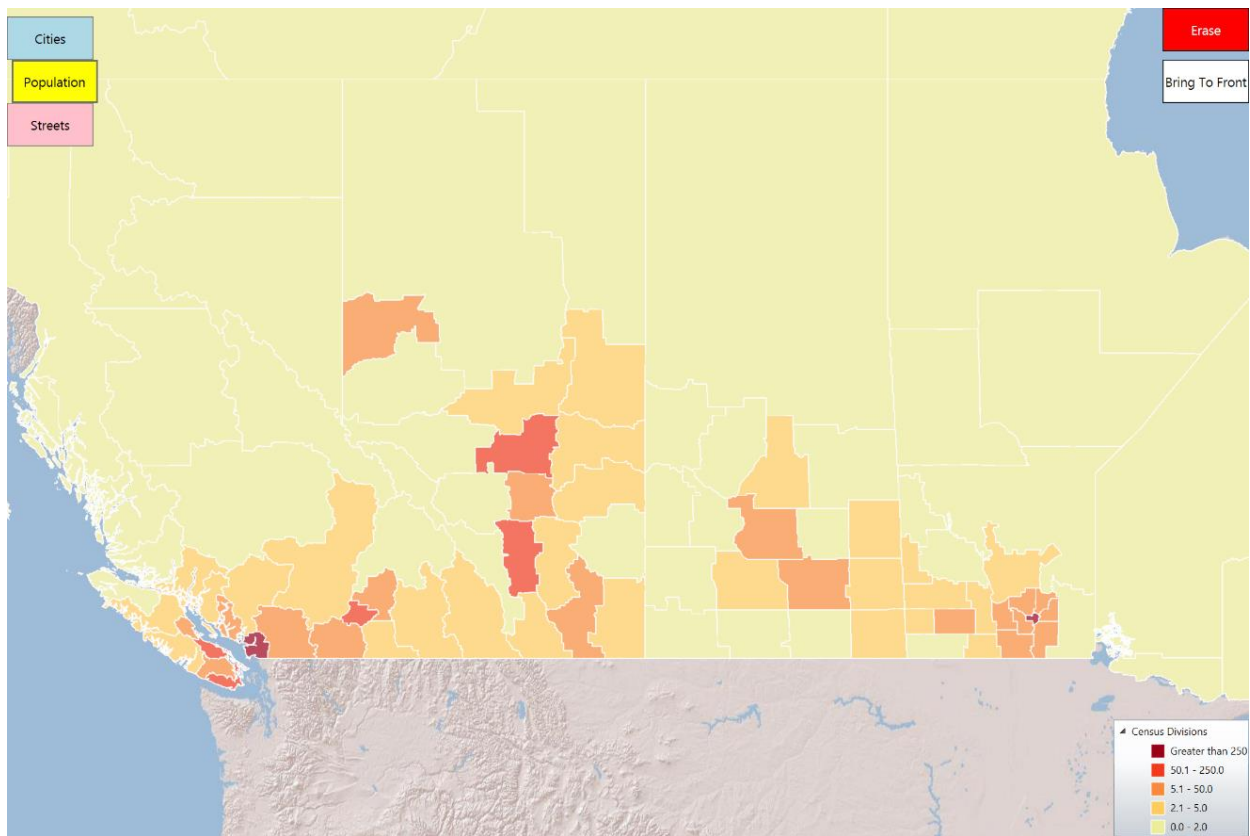 Cities
Population
Streets
Erase
Bring To Front
Census Divisions
Greater than 250
50.1 - 250.0
5.1 - 50.0
2.1 - 5.0
0.0 - 2.0